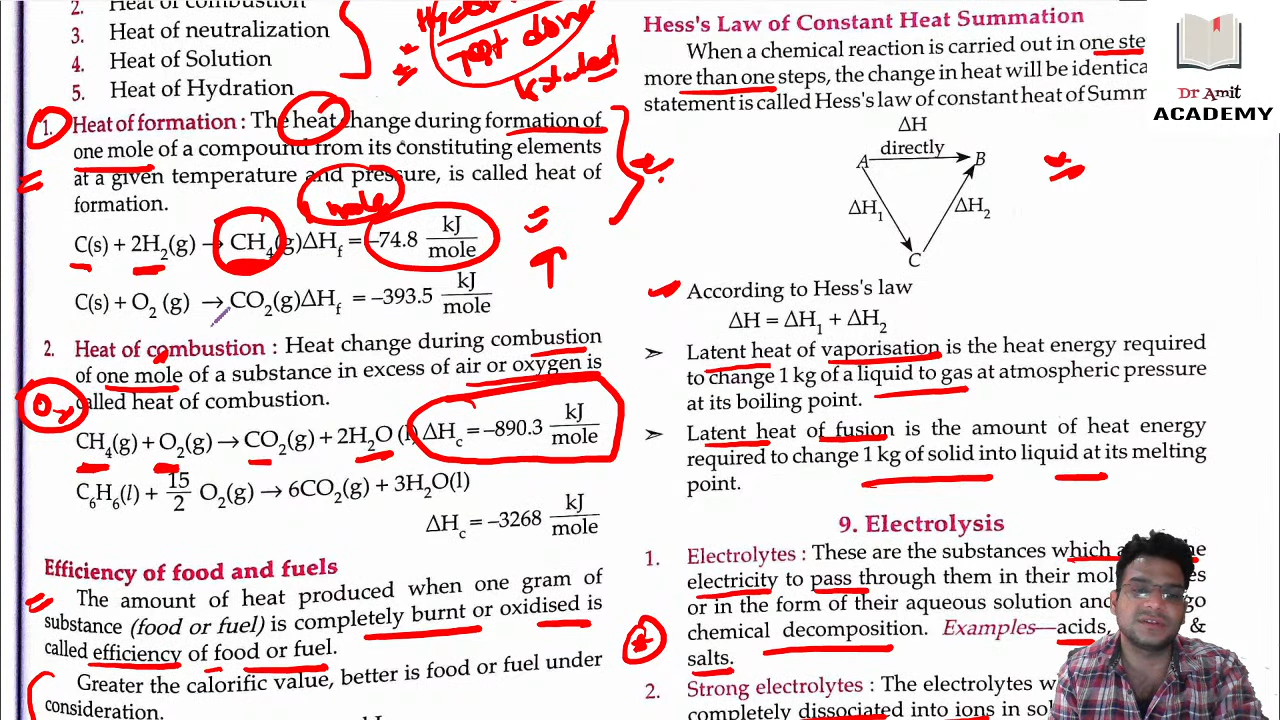 2. Heat of combustion
3. Heat of neutralization
4. Heat of Solution
5. Heat of Hydration
1. Heat of formation : The heat change during formation of
one mole of a compound from its constituting elements
at a given temperature and pressure, is called heat of
mole
formation.
C(s) + 2H₂(g) → CH₄(g)ΔH_f = –74.8 kJ/mole
C(s) + O₂ (g) → CO₂(g)ΔH_f = –393.5 kJ/mole
2. Heat of combustion : Heat change during combustion
of one mole of a substance in excess of air or oxygen is
called heat of combustion.
CH₄(g) + O₂(g) → CO₂(g) + 2H₂O (l) ΔH_c = –890.3 kJ/mole
C₆H₆(l) + 15/2 O₂(g) → 6CO₂(g) + 3H₂O(l)
ΔH_c = –3268 kJ/mole
Efficiency of food and fuels
The amount of heat produced when one gram of
substance (food or fuel) is completely burnt or oxidised is
called efficiency of food or fuel.
Greater the calorific value, better is food or fuel under
consideration.
Hess's Law of Constant Heat Summation
When a chemical reaction is carried out in one ste
more than one steps, the change in heat will be identica
statement is called Hess's law of constant heat of Summ
ΔH
directly
A B
ΔH₁ ΔH₂
C
According to Hess's law
ΔH = ΔH₁ + ΔH₂
➢ Latent heat of vaporisation is the heat energy required
to change 1 kg of a liquid to gas at atmospheric pressure
at its boiling point.
➢ Latent heat of fusion is the amount of heat energy
required to change 1 kg of solid into liquid at its melting
point.
9. Electrolysis
1. Electrolytes : These are the substances which
electricity to pass through them in their mol
or in the form of their aqueous solution and go
chemical decomposition. Examples—acids, &
salts.
2. Strong electrolytes : The electrolytes w
completely dissociated into ions in sol
Dr Amit
ACADEMY